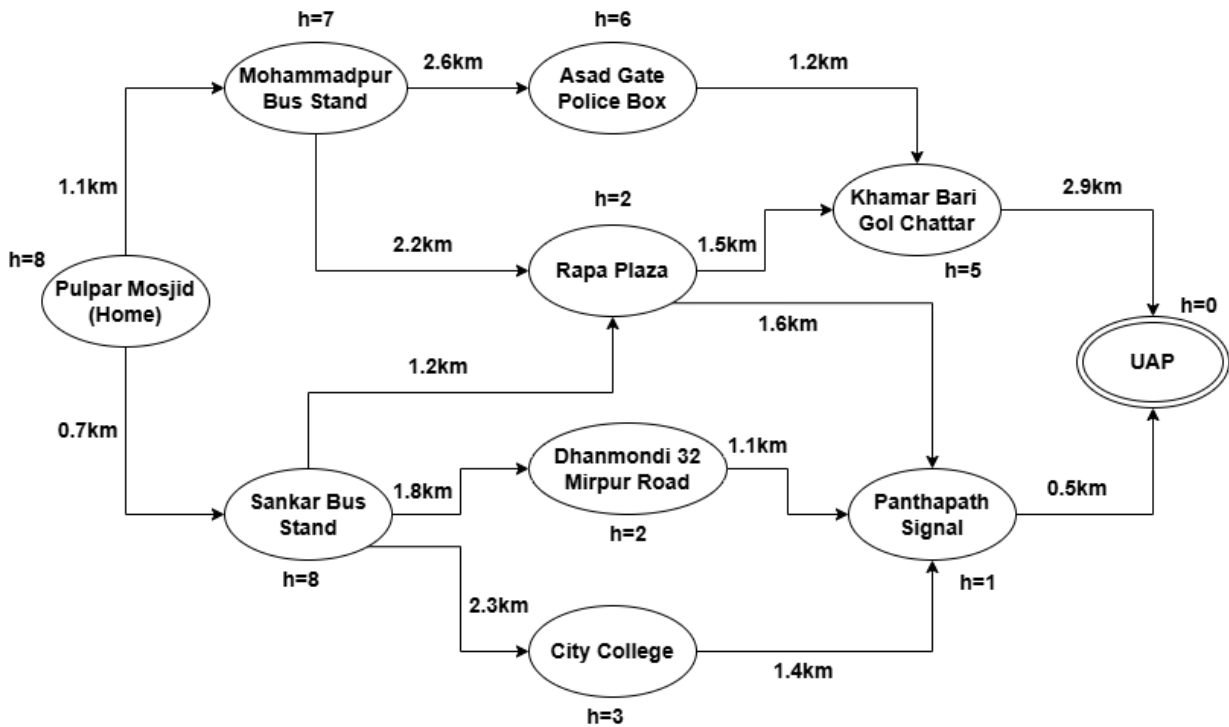 h=7
h=6
Mohammadpur
Bus Stand
2.6km
Asad Gate
Police Box
1.2km
1.1km
h=2
Khamar Bari
Gol Chattar
2.9km
h=8
Pulpar Mosjid
(Home)
2.2km
Rapa Plaza
1.5km
h=5
1.6km
h=0
UAP
1.2km
0.7km
Sankar Bus
Stand
1.8km
Dhanmondi 32
Mirpur Road
1.1km
Panthapath
Signal
0.5km
h=8
h=2
h=1
2.3km
City College
1.4km
h=3